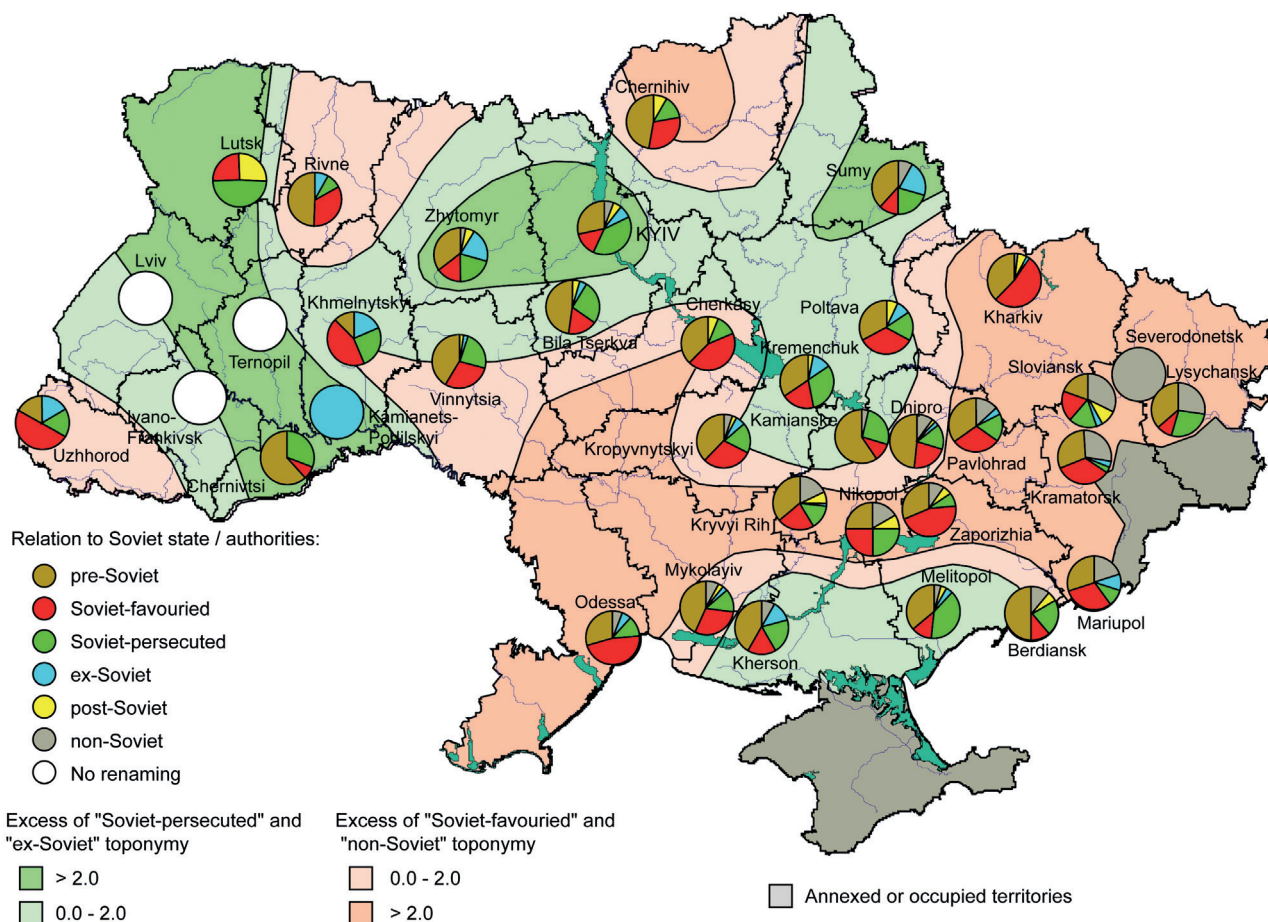 Chernihiv
Lutsk
Rivne
Sumy
Zhytomyr
KYIV
Lviv
Khmelnytskyi
Cherkasy
Poltava
Kharkiv
Severodonetsk
Ternopil
Bila Tserkva
Kremenchuk
Sloviansk
Lysychansk
Vinnytsia
Ivano-
Frankivsk
Kamianets-
Podilskyi
Kamianske
Dnipro
Uzhhorod
Kropyvnytskyi
Pavlohrad
Chernivtsi
Kramatorsk
Nikopol
Kryvyi Rih
Zaporizhia
Relation to Soviet state / authorities:
Mykolayiv
Melitopol
pre-Soviet
Odessa
Mariupol
Soviet-favouried
Berdiansk
Soviet-persecuted
Kherson
ex-Soviet
post-Soviet
non-Soviet
No renaming
Excess of "Soviet-persecuted" and
"ex-Soviet" toponymy
> 2.0
0.0 - 2.0
Excess of "Soviet-favouried" and
"non-Soviet" toponymy
0.0 - 2.0
> 2.0
Annexed or occupied territories